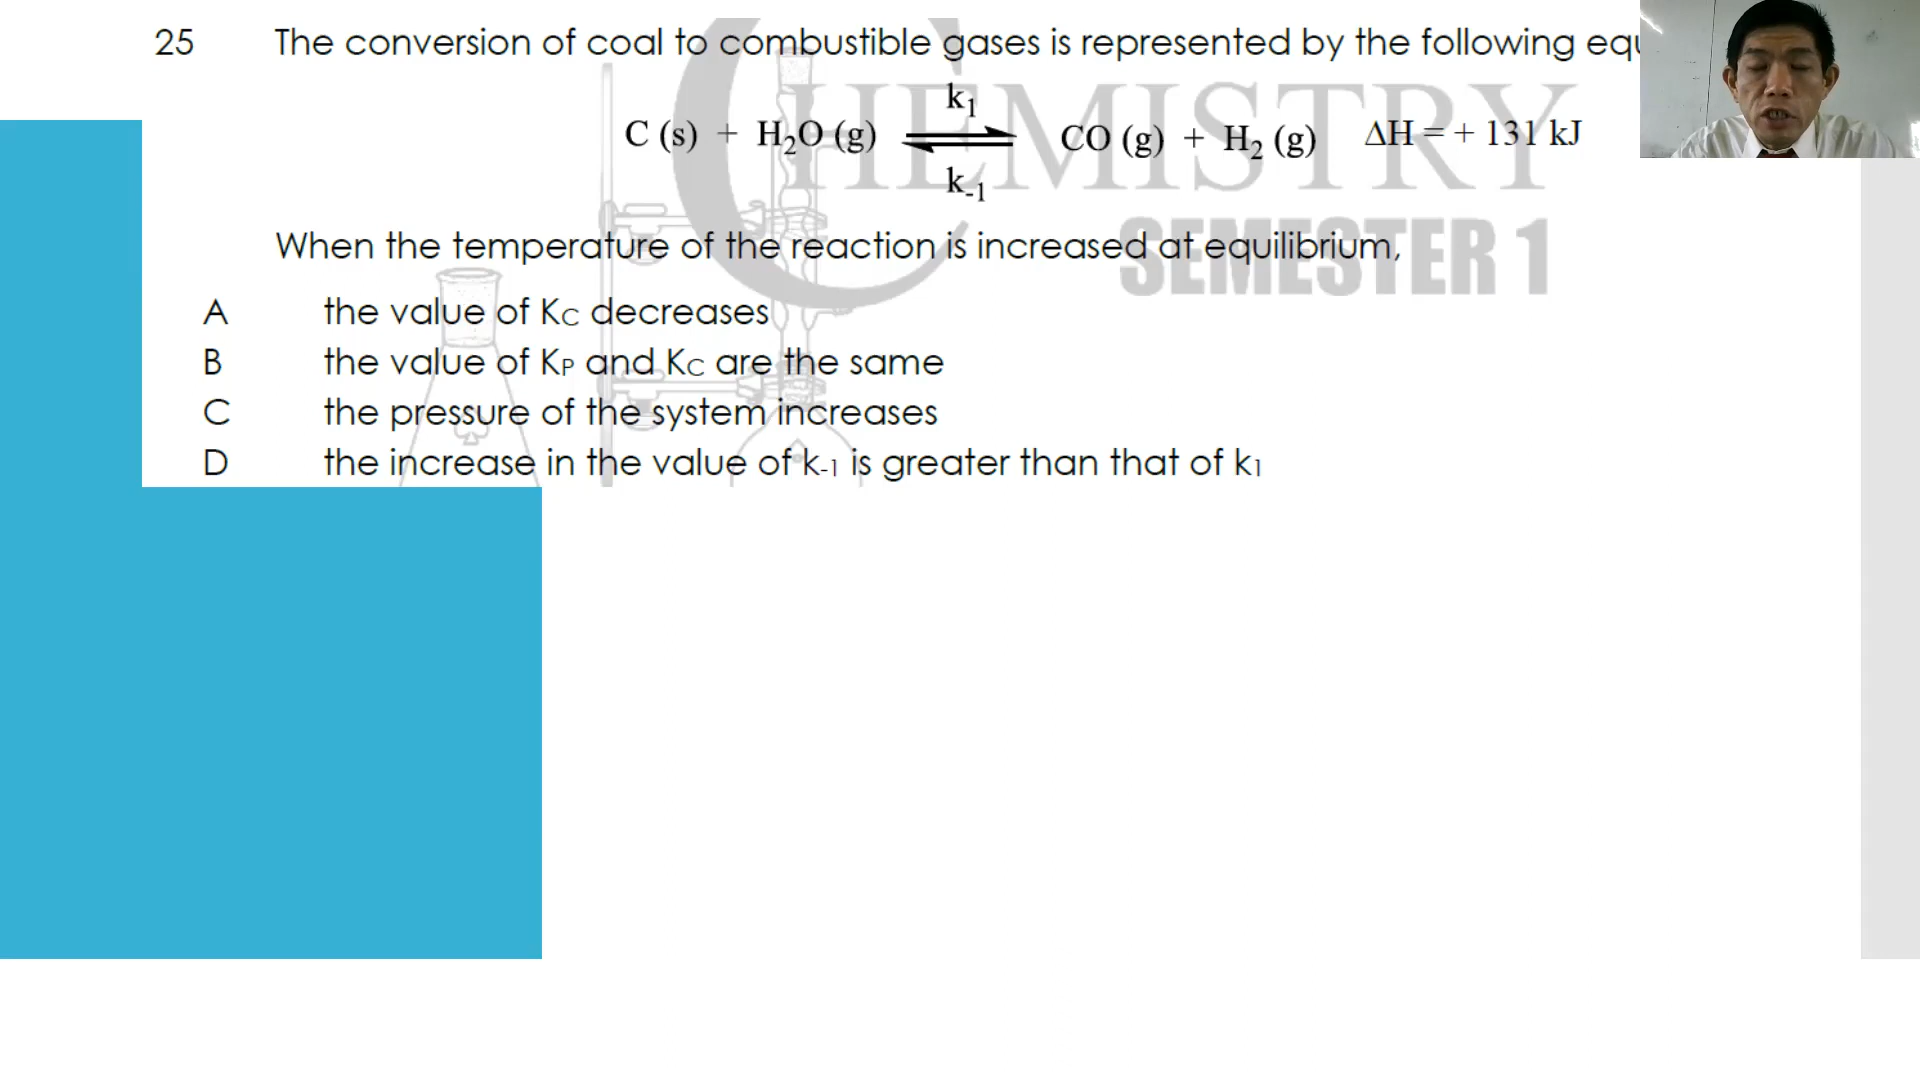 25 The conversion of coal to combustible gases is represented by the following
k₁
C (s) + H₂O (g) ⇌ CO (g) + H₂ (g) ΔH = + 131 kJ
k₋₁
When the temperature of the reaction is increased at equilibrium,
A the value of Kc decreases
B the value of KP and Kc are the same
C the pressure of the system increases
D the increase in the value of k₋₁ is greater than that of k₁
CHEMISTRY
SEMESTER 1